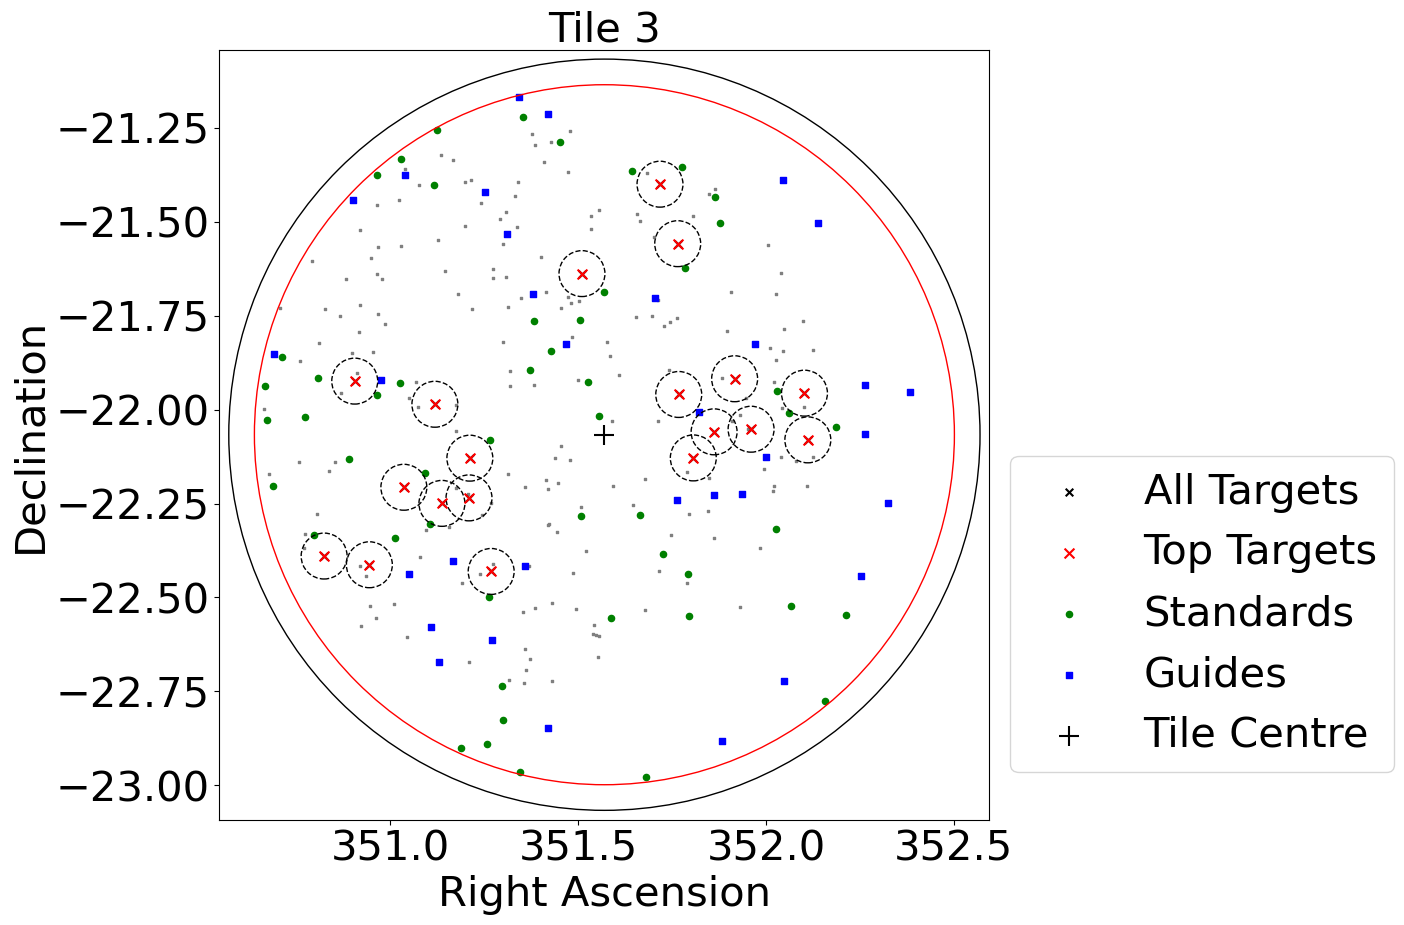 Tile 3
Declination
−21.25
−21.50
−21.75
−22.00
−22.25
−22.50
−22.75
−23.00
351.0
351.5
352.0
352.5
Right Ascension
All Targets
Top Targets
Standards
Guides
Tile Centre